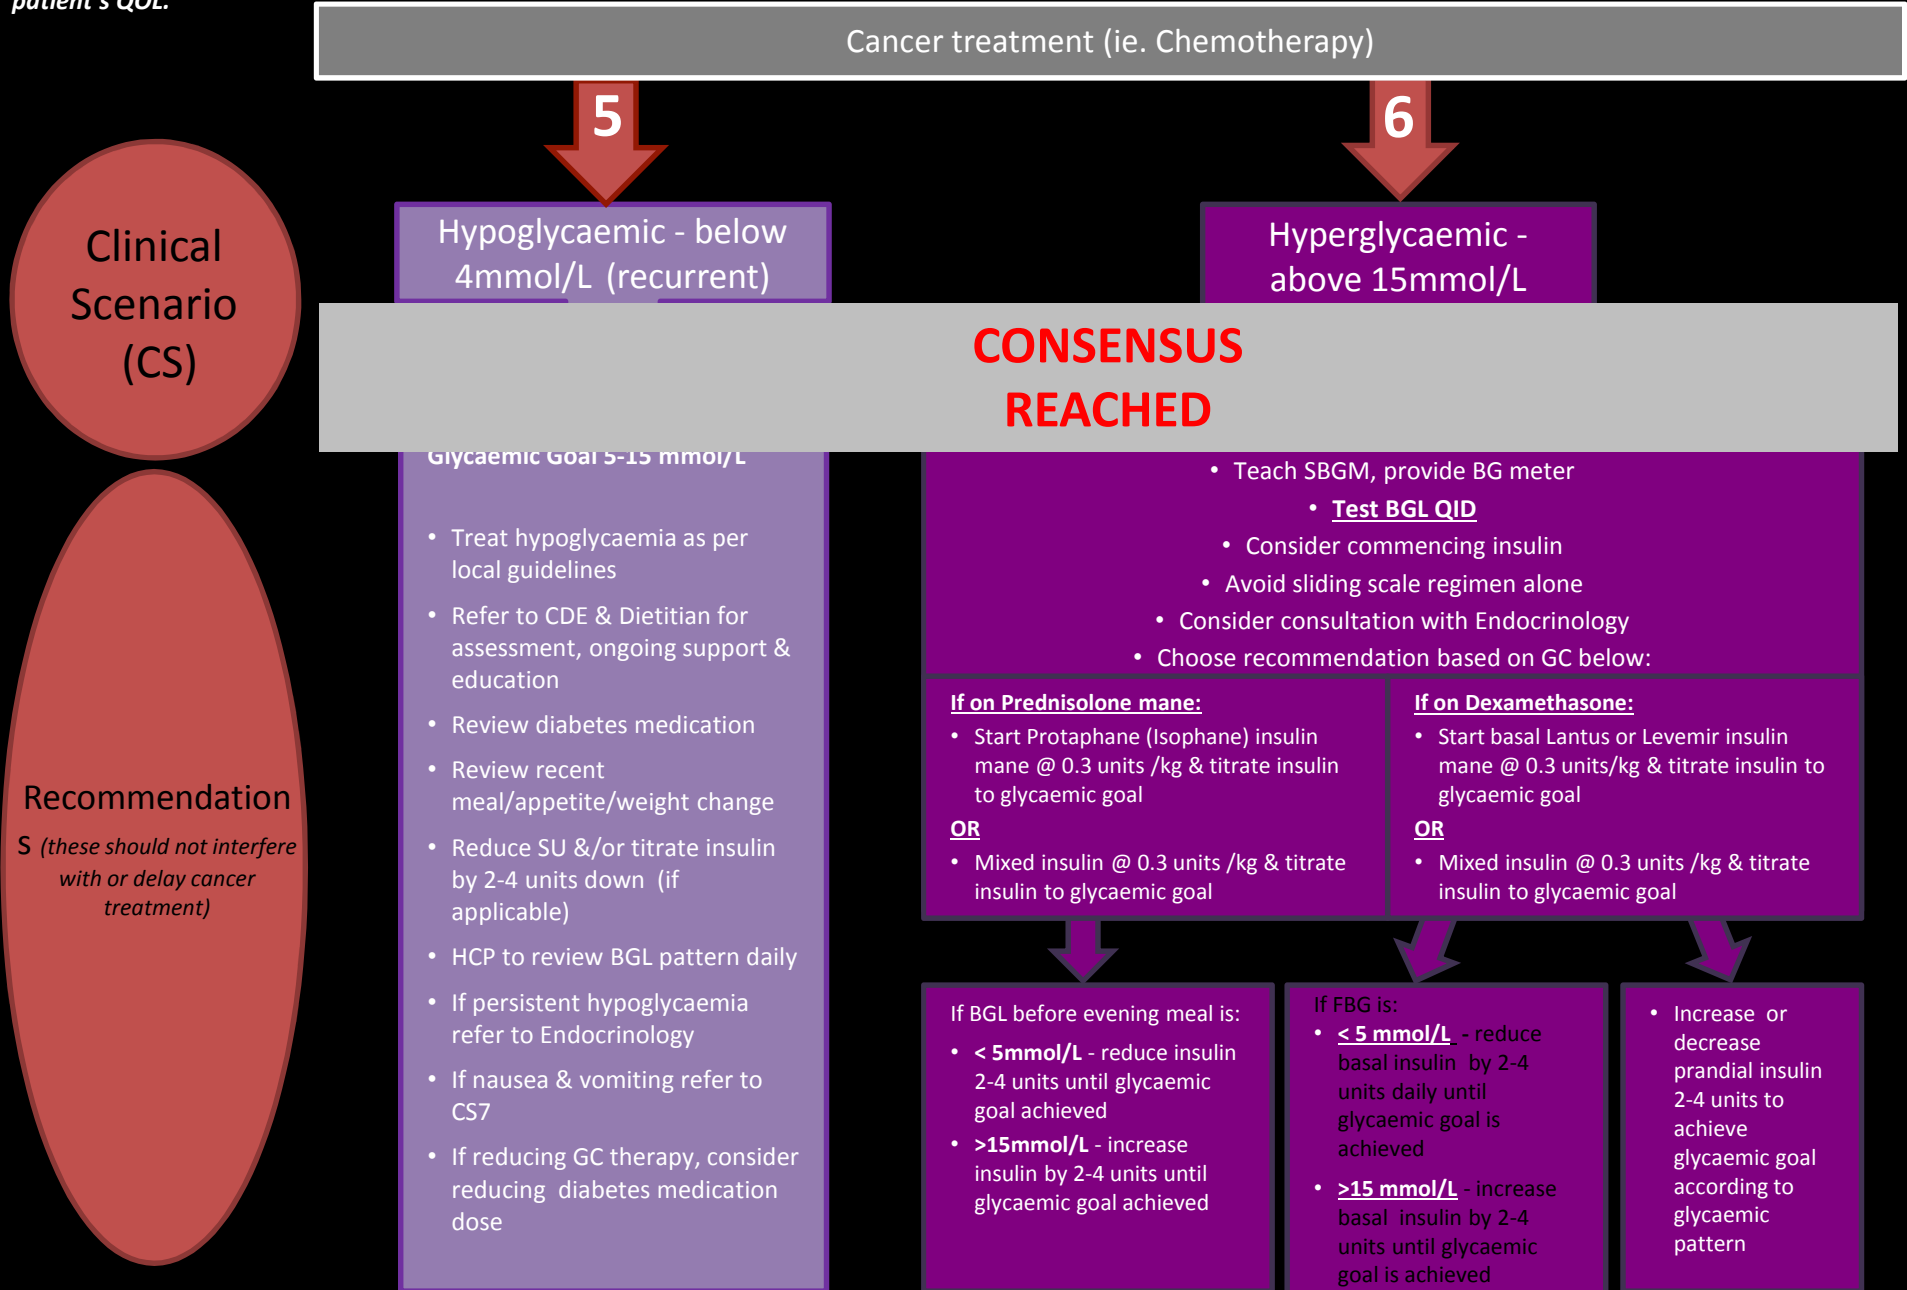 patient's QOL.
Cancer treatment (ie. Chemotherapy)
5
6
Clinical
Scenario
(CS)
Hypoglycaemic - below
4mmol/L (recurrent)
Hyperglycaemic -
above 15mmol/L
CONSENSUS
REACHED
Recommendation
s (these should not interfere
with or delay cancer
treatment)
Glycaemic Goal 5-15 mmol/L
• Treat hypoglycaemia as per
local guidelines
• Refer to CDE & Dietitian for
assessment, ongoing support &
education
• Review diabetes medication
• Review recent
meal/appetite/weight change
• Reduce SU &/or titrate insulin
by 2-4 units down (if
applicable)
• HCP to review BGL pattern daily
• If persistent hypoglycaemia
refer to Endocrinology
• If nausea & vomiting refer to
CS7
• If reducing GC therapy, consider
reducing diabetes medication
dose
• Teach SBGM, provide BG meter
• Test BGL QID
• Consider commencing insulin
• Avoid sliding scale regimen alone
• Consider consultation with Endocrinology
• Choose recommendation based on GC below:
If on Prednisolone mane:
• Start Protaphane (Isophane) insulin
mane @ 0.3 units /kg & titrate insulin
to glycaemic goal
OR
• Mixed insulin @ 0.3 units /kg & titrate
insulin to glycaemic goal
If on Dexamethasone:
• Start basal Lantus or Levemir insulin
mane @ 0.3 units/kg & titrate insulin to
glycaemic goal
OR
• Mixed insulin @ 0.3 units /kg & titrate
insulin to glycaemic goal
If BGL before evening meal is:
• < 5mmol/L - reduce insulin
2-4 units until glycaemic
goal achieved
• >15mmol/L - increase
insulin by 2-4 units until
glycaemic goal achieved
If FBG is:
• < 5 mmol/L - reduce
basal insulin by 2-4
units daily until
glycaemic goal is
achieved
• >15 mmol/L - increase
basal insulin by 2-4
units until glycaemic
goal is achieved
• Increase or
decrease
prandial insulin
2-4 units to
achieve
glycaemic goal
according to
glycaemic
pattern